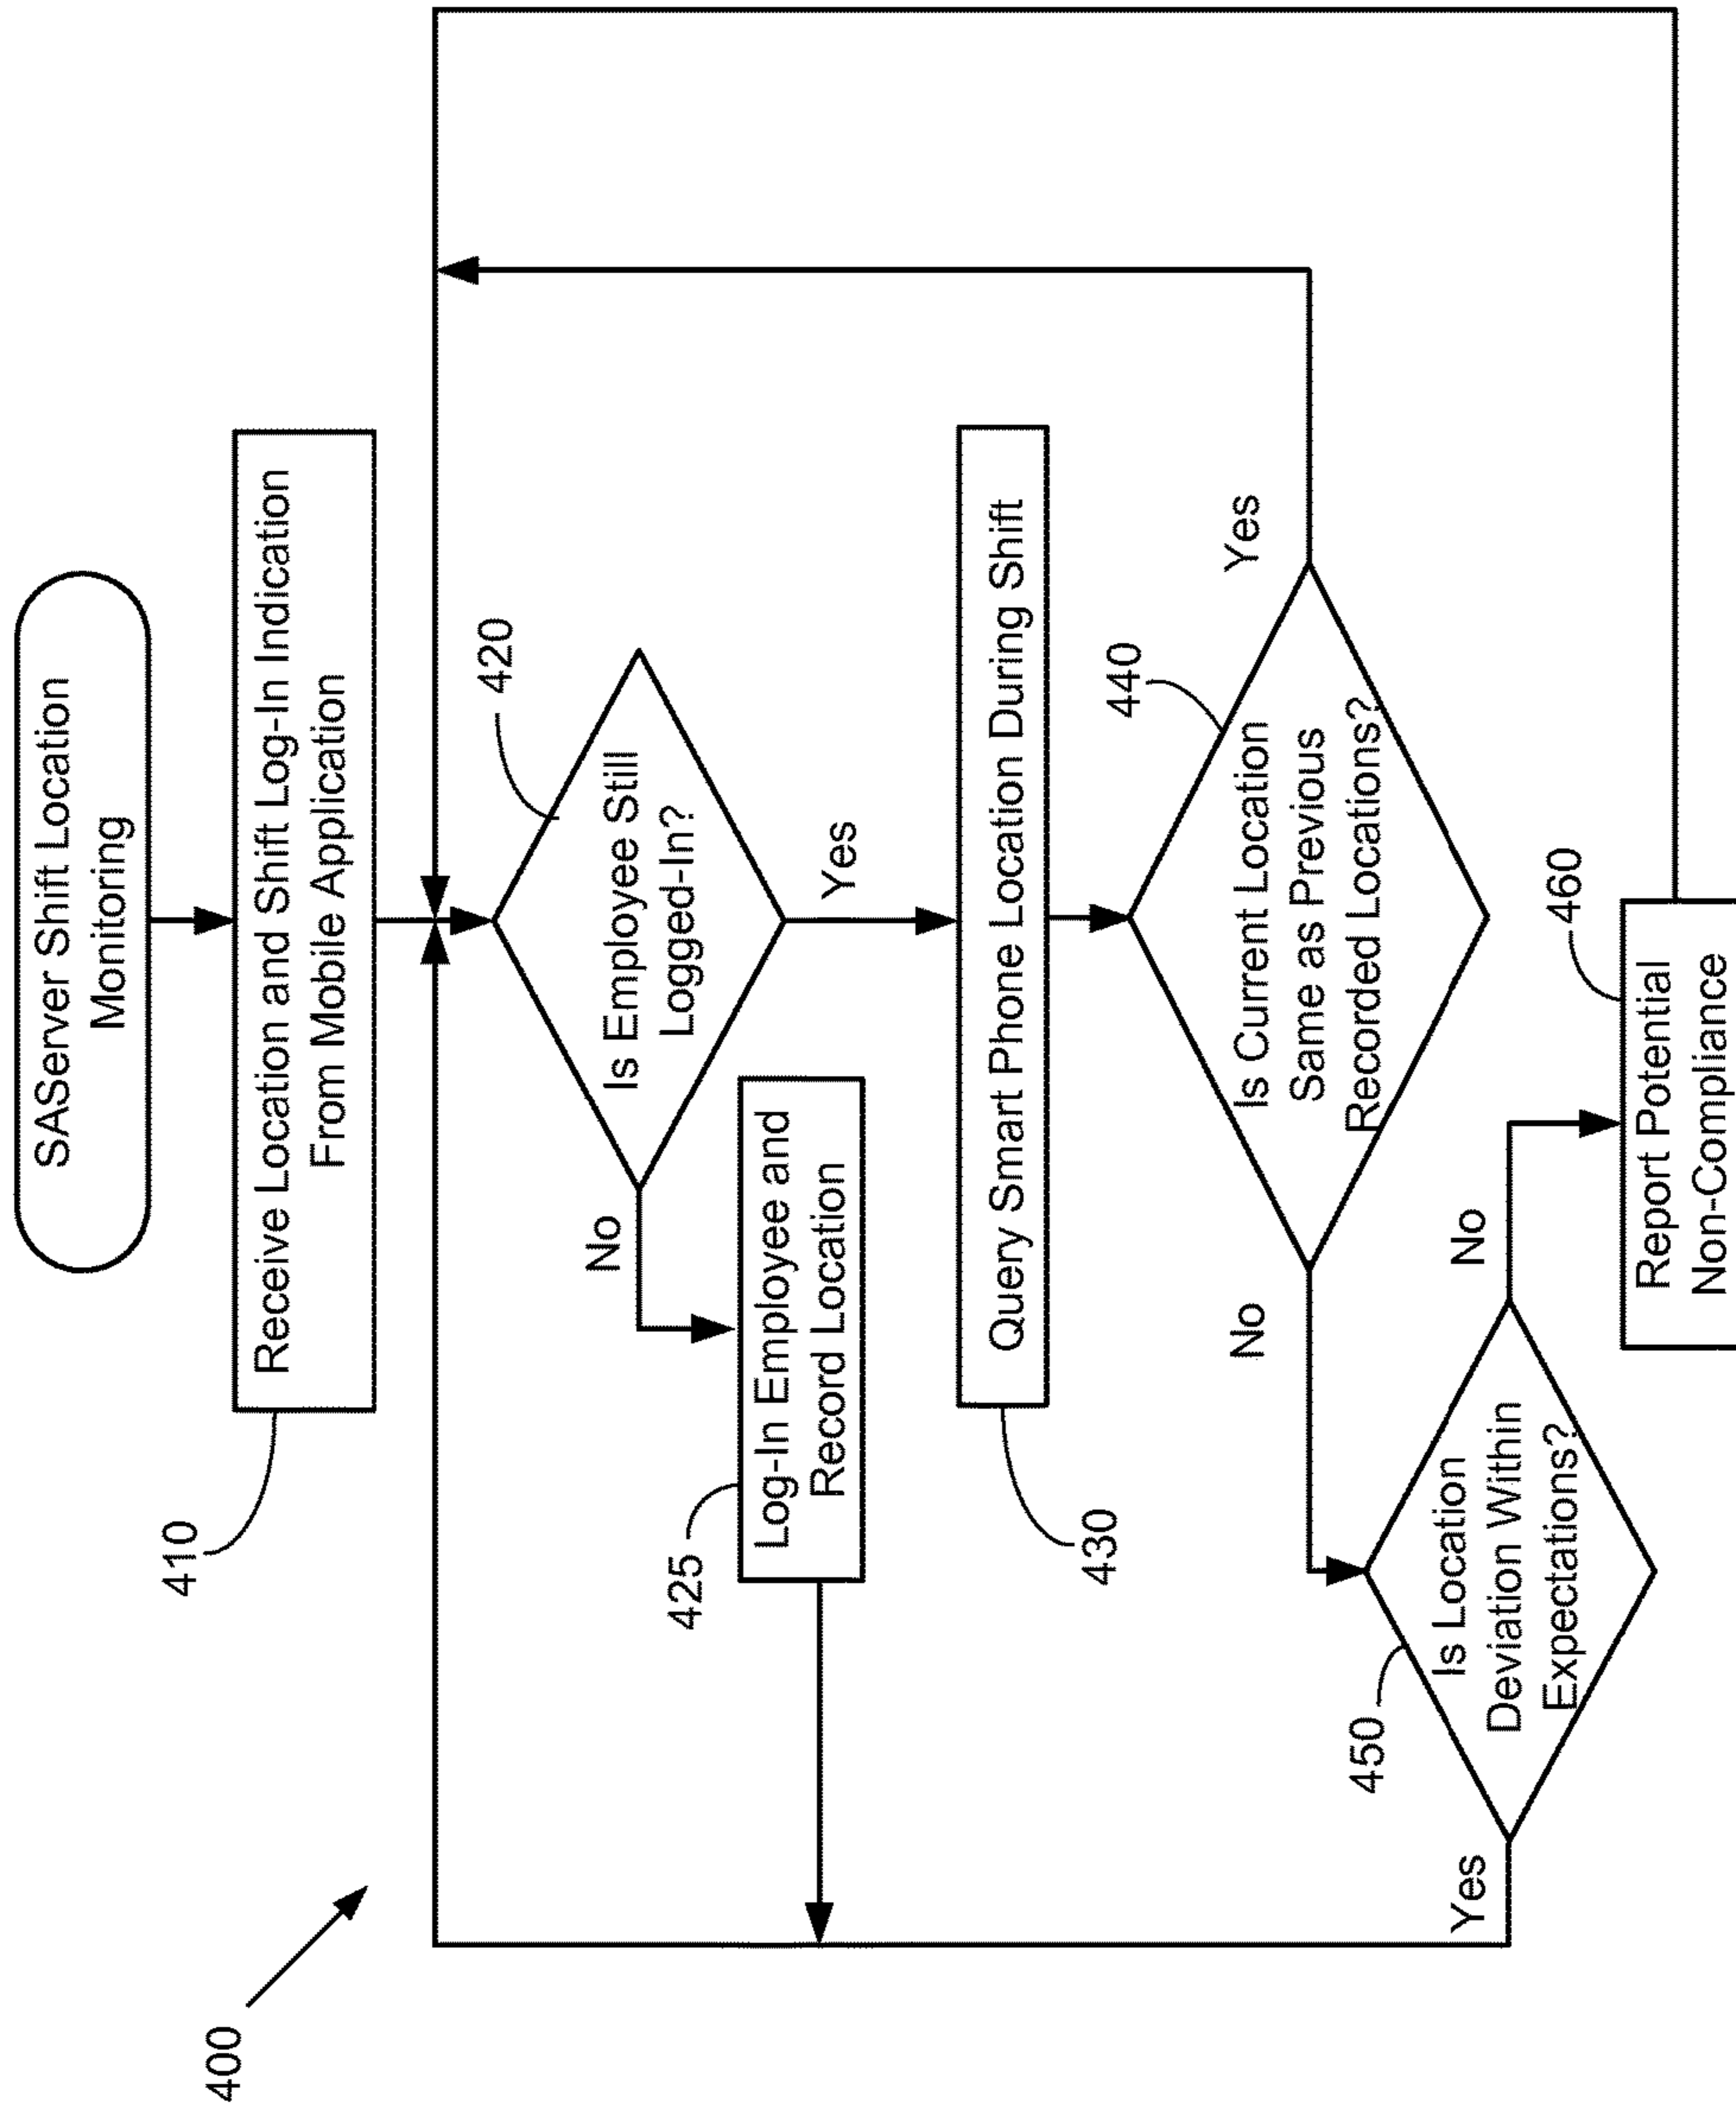 400
SAServer Shift Location
Monitoring
410
Receive Location and Shift Log-In Indication
From Mobile Application
420
Is Employee Still
Logged-In?
No
Yes
425
Log-In Employee and
Record Location
430
Query Smart Phone Location During Shift
440
Is Current Location
Same as Previous
Recorded Locations?
Yes
No
450
Is Location
Deviation Within
Expectations?
Yes
No
460
Report Potential
Non-Compliance